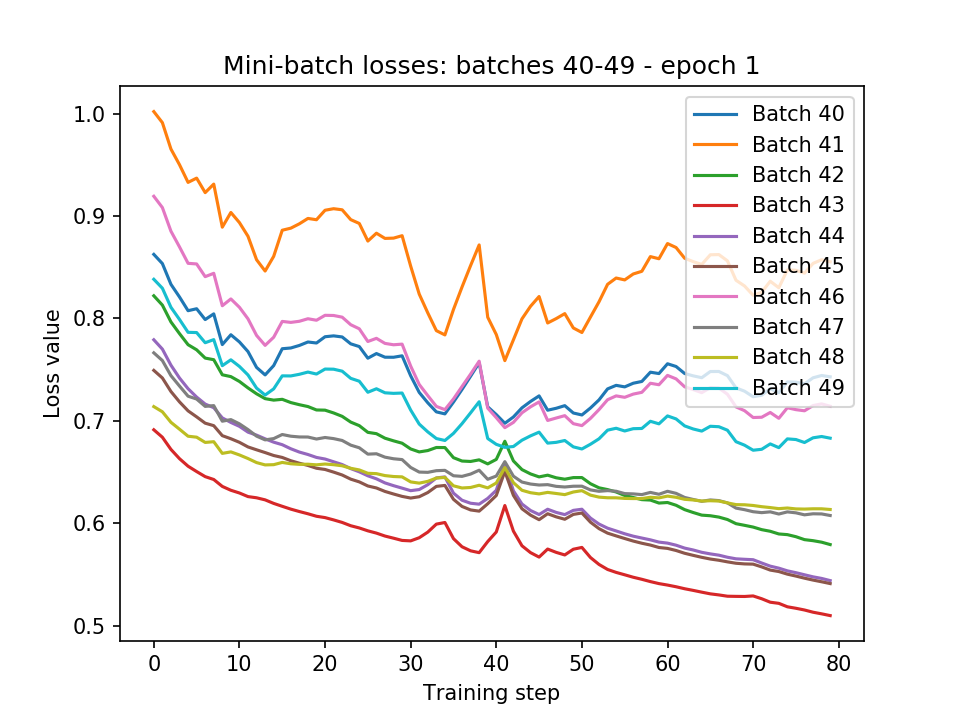 Mini-batch losses: batches 40-49 - epoch 1
1.0
0.9
0.8
0.7
0.6
0.5
Loss value
0 10 20 30 40 50 60 70 80
Training step
Batch 40
Batch 41
Batch 42
Batch 43
Batch 44
Batch 45
Batch 46
Batch 47
Batch 48
Batch 49